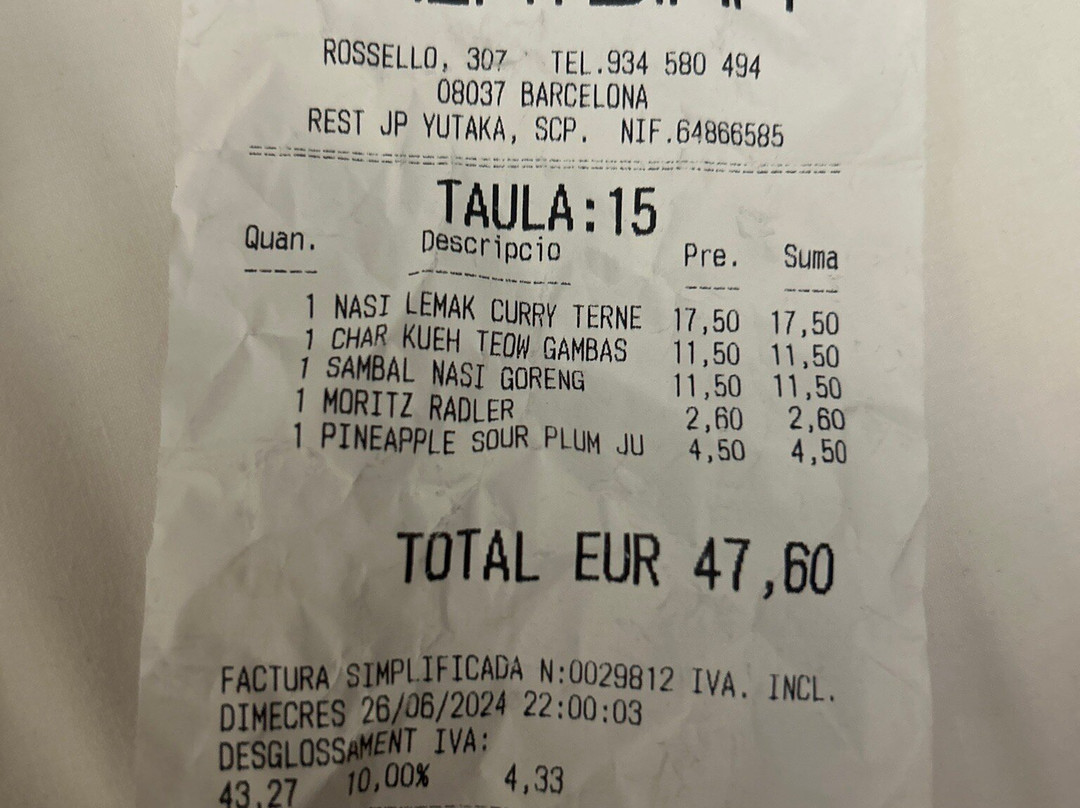 ROSSELLO, 307 TEL.934 580 494
08037 BARCELONA
REST JP YUTAKA, SCP. NIF.64866585
TAULA:15
Quan. Descripcio Pre. Suma
1 NASI LEMAK CURRY TERNE 17,50 17,50
1 CHAR KUEH TEOW GAMBAS 11,50 11,50
1 SAMBAL NASI GORENG 11,50 11,50
1 MORITZ RADLER 2,60 2,60
1 PINEAPPLE SOUR PLUM JU 4,50 4,50
TOTAL EUR 47,60
FACTURA SIMPLIFICADA N:0029812 IVA. INCL.
DIMECRES 26/06/2024 22:00:03
DESGLOSSAMENT IVA:
43,27 10,00% 4,33